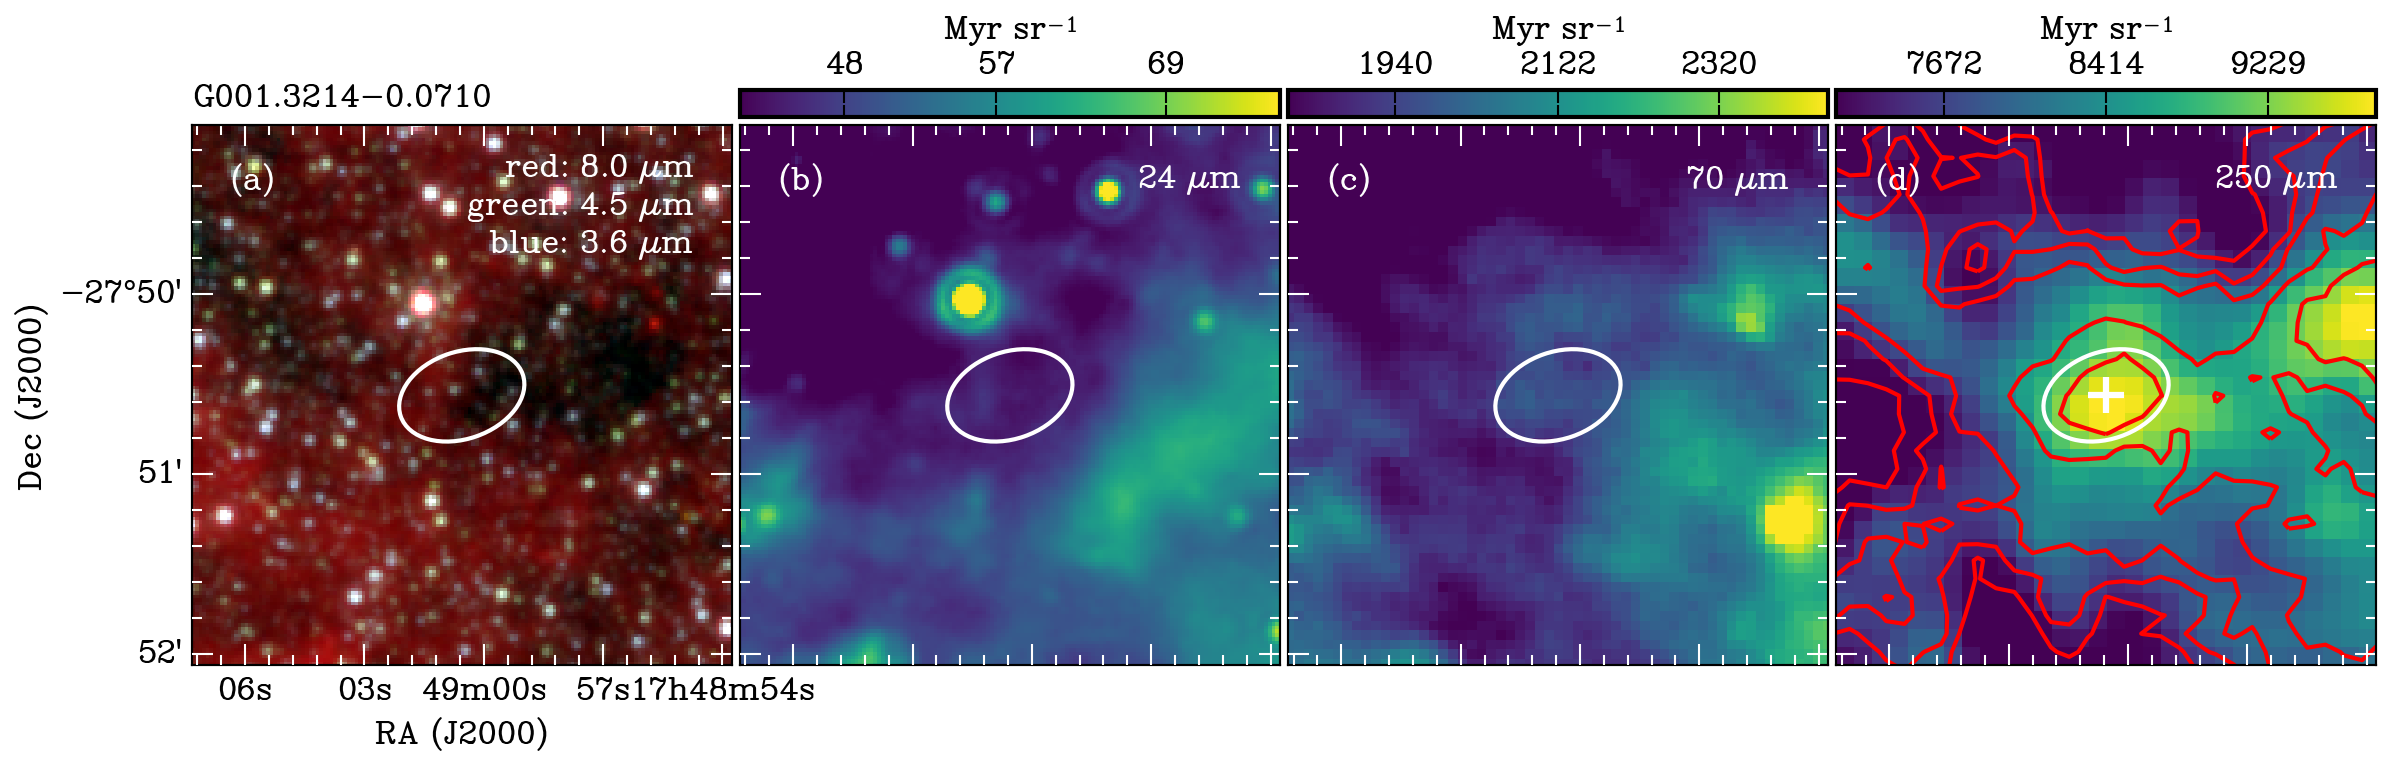 Myr sr⁻¹
Myr sr⁻¹
Myr sr⁻¹
48 57 69
1940 2122 2320
7672 8414 9229
G001.3214−0.0710
(a)
red: 8.0 μm
green: 4.5 μm
blue: 3.6 μm
(b)
24 μm
(c)
70 μm
(d)
250 μm
−27°50'
51'
52'
Dec (J2000)
06s 03s 49m00s 57s17h48m54s
RA (J2000)